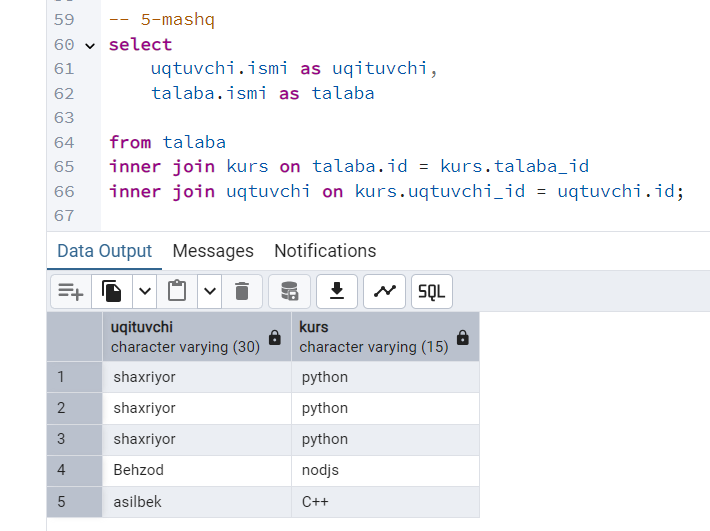 59 -- 5-mashq
60 select
61 uqtuvchi.ismi as uqituvchi,
62 talaba.ismi as talaba
63
64 from talaba
65 inner join kurs on talaba.id = kurs.talaba_id
66 inner join uqtuvchi on kurs.uqtuvchi_id = uqtuvchi.id;
67
Data Output Messages Notifications
SQL
uqituvchi kurs
character varying (30) character varying (15)
1 shaxriyor python
2 shaxriyor python
3 shaxriyor python
4 Behzod nodjs
5 asilbek C++